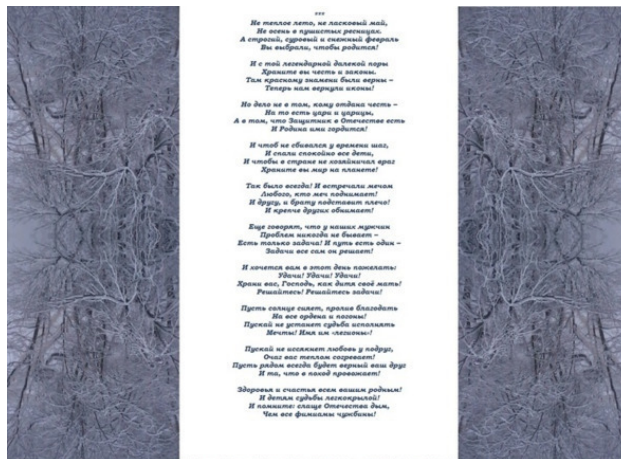 ***
Не теплое лето, не ласковый май,
Не осень в пушистых ресницах.
А строгий, суровый и снежный февраль
Вы выбрали, чтобы родится!
И с той легендарной далекой поры
Храните вы честь и законы.
Там красному знамени были верны –
Теперь нам вернули иконы!
Но дело не в том, кому отдана честь –
На то есть цари и царицы,
А в том, что Защитник в Отечестве есть
И Родина ими гордится!
И чтоб не сбивался у времени шаг,
И спали спокойно все дети,
И чтобы в стране не хозяйничал враг
Храните вы мир на планете!
Так было всегда! И встречали мечам
Любого, кто меч поднимает!
И другу, и брату подставит плечо!
И крепче других обнимает!
Еще говорят, что у наших мужчин
Проблем никогда не бывает –
Есть только задача! И путь есть один –
Задачи все сам он решает!
И хочется вам в этот день пожелать:
Удачи! Удачи! Удачи!
Храни вас, Господь, как дитя своё мать!
Решайтесь! Решайтесь задачи!
Пусть солнце сияет, пролив благодать
На все ордена и погоны!
Пускай не устанет судьба исполнять
Мечты! Имя им «легионы»!
Пускай не иссякнет любовь у подруг,
Очаг вас теплом согревает!
Пусть рядом всегда будет верный ваш друг
И та, что в поход провожает!
Здоровья и счастья всем вашим родным!
И детям судьбы легкокрылой!
И помните: слаще Отечества дым,
Чем все фимиамы чужбины!